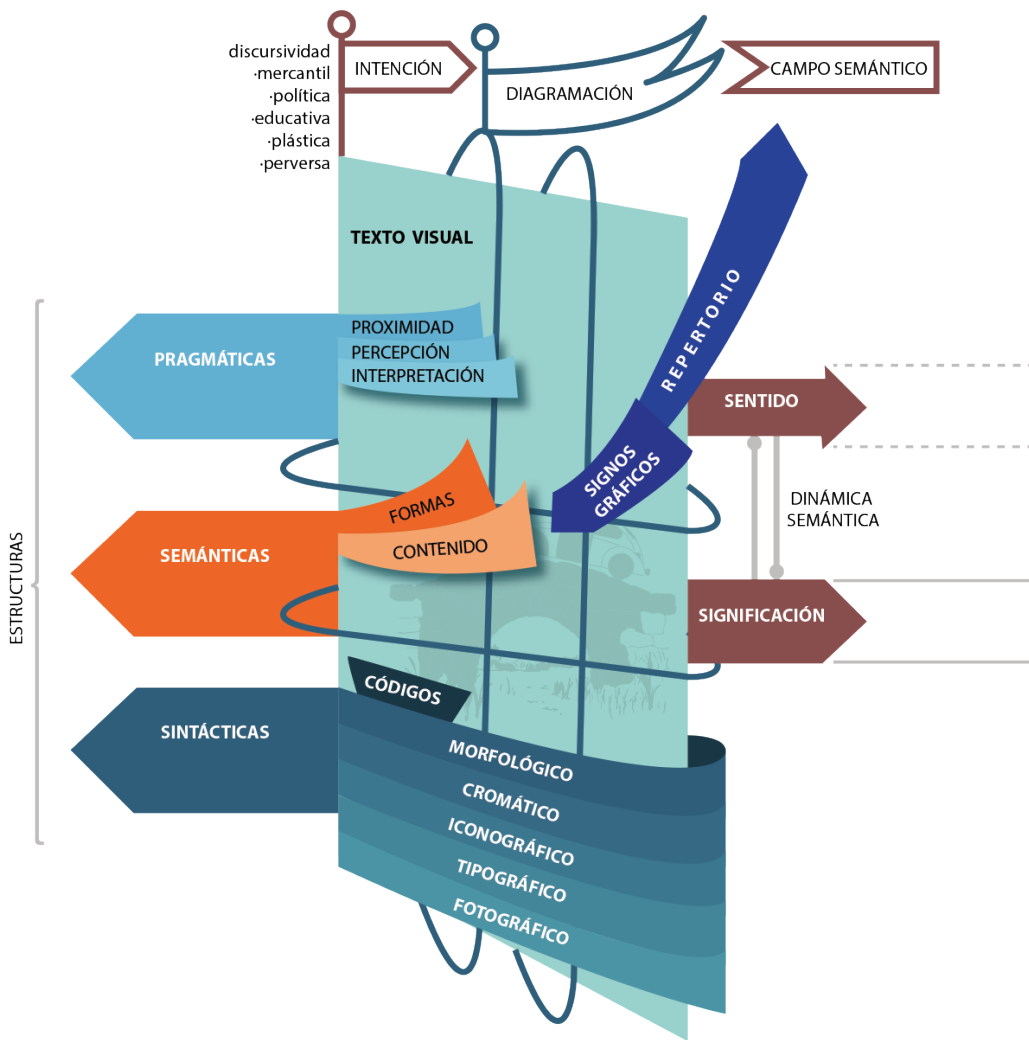 discursividad
·mercantil
·política
·educativa
·plástica
·perversa
INTENCIÓN
DIAGRAMACIÓN
CAMPO SEMÁNTICO
TEXTO VISUAL
REPERTORIO
SIGNOS
GRÁFICOS
ESTRUCTURAS
PRAGMÁTICAS
PROXIMIDAD
PERCEPCIÓN
INTERPRETACIÓN
SENTIDO
DINÁMICA
SEMÁNTICA
SEMÁNTICAS
FORMAS
CONTENIDO
SIGNIFICACIÓN
SINTÁCTICAS
CÓDIGOS
MORFOLÓGICO
CROMÁTICO
ICONOGRÁFICO
TIPOGRÁFICO
FOTOGRÁFICO